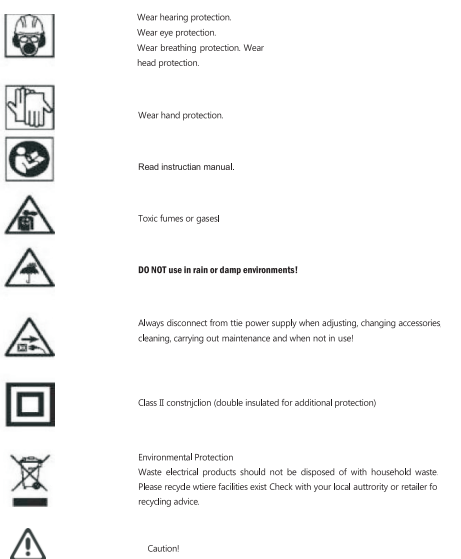 Wear hearing protection.
Wear eye protection.
Wear breathing protection. Wear
head protection.
Wear hand protection.
Read instructian manual.
Toxic fumes or gasesl
DO NOT use in rain or damp environments!
Always disconnect from ttie power supply when adjusting, changing accessories
cleaning, carrying out maintenance and when not in use!
Class II constnjclion (double insulated for additional protection)
Environmental Protection
Waste electrical products should not be disposed of with household waste.
Please recyde wtiere facilities exist Check with your local auttrority or retailer fo
recyding advice.
Caution!